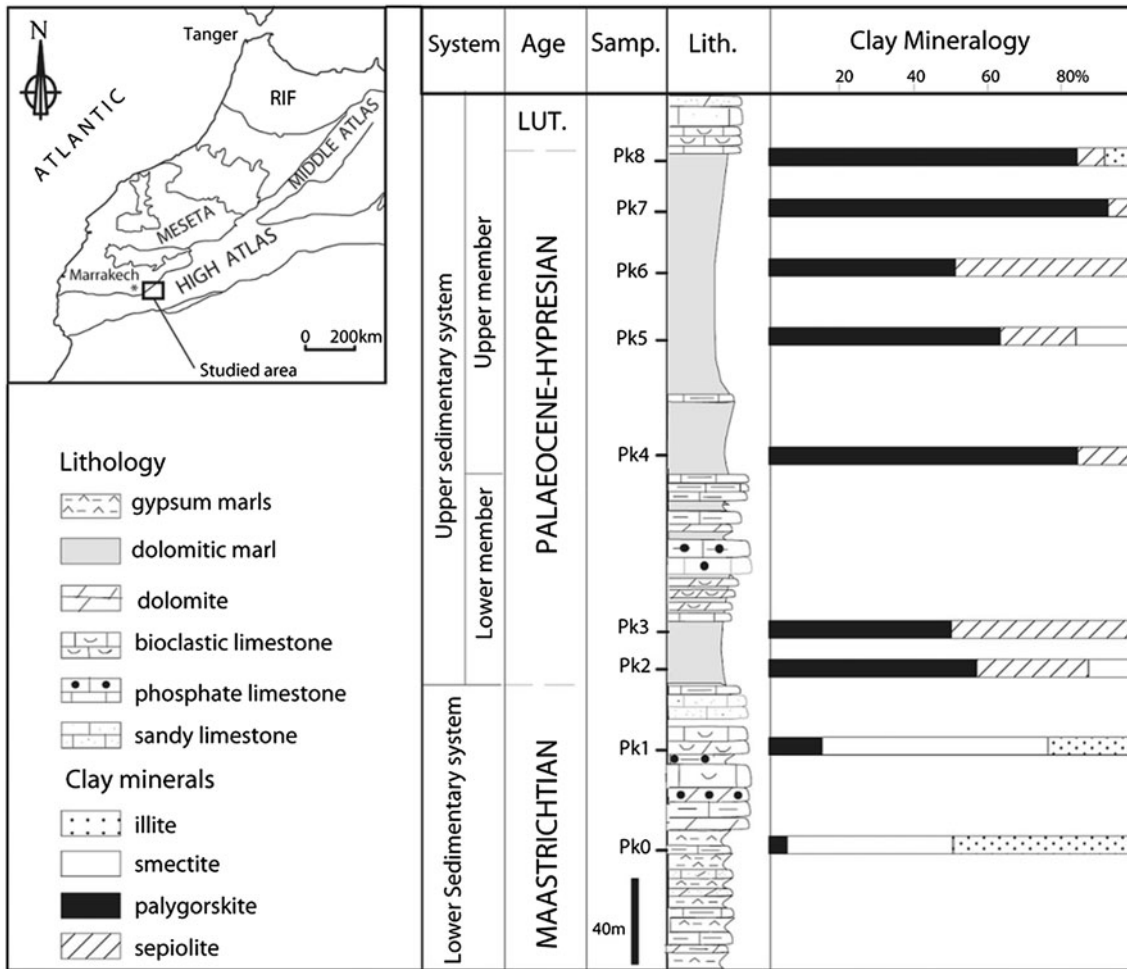 N
Tanger
ATLANTIC
RIF
MIDDLE ATLAS
MESETA
HIGH ATLAS
Marrakech
*
0 200km
Studied area
Lithology
gypsum marls
dolomitic marl
dolomite
bioclastic limestone
phosphate limestone
sandy limestone
Clay minerals
illite
smectite
palygorskite
sepiolite
System Age Samp. Lith. Clay Mineralogy
20 40 60 80%
Upper sedimentary system
Upper member
Lower member
Lower Sedimentary system
LUT.
PALAEOCENE-HYPRESIAN
MAASTRICHTIAN
Pk8
Pk7
Pk6
Pk5
Pk4
Pk3
Pk2
Pk1
Pk0
40m